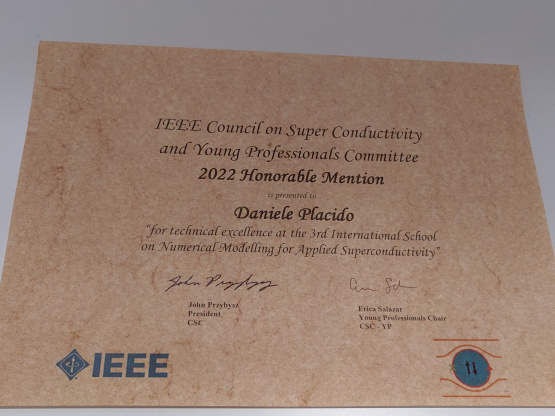 IEEE Council on Super Conductivity
and Young Professionals Committee
2022 Honorable Mention
is presented to
Daniele Placido
"for technical excellence at the 3rd International School
on Numerical Modelling for Applied Superconductivity"
John Przybysz
John Przybysz
President
CSC
Erica Salazar
Young Professionals Chair
CSC - YP
IEEE